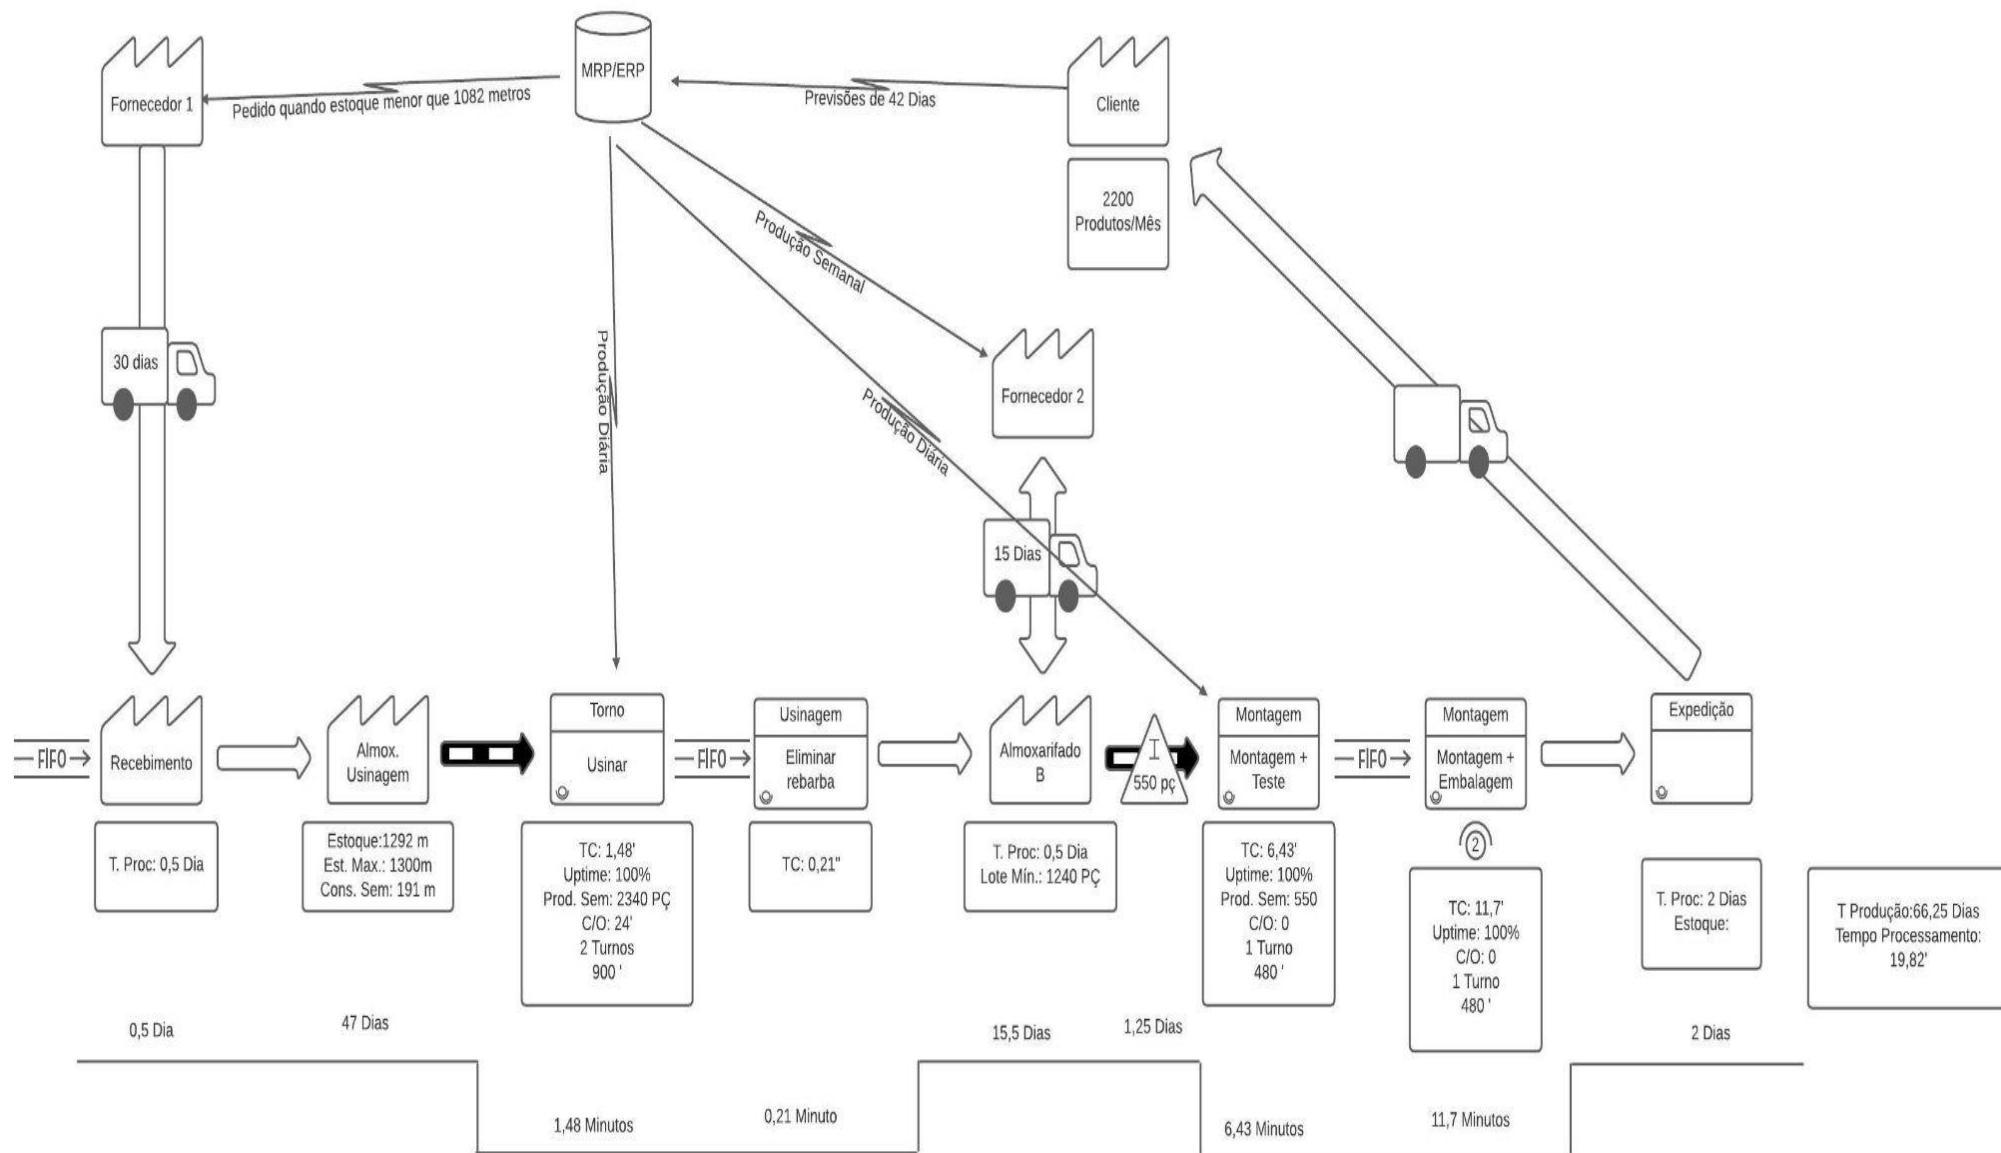 MRP/ERP
Fornecedor 1
Pedido quando estoque menor que 1082 metros
Previsões de 42 Dias
Cliente
2200
Produtos/Mês
Produção Semanal
Produção Diária
Produção Diária
30 dias
Fornecedor 2
15 Dias
FIFO
Recebimento
Almox.
Usinagem
Torno
Usinar
FIFO
Usinagem
Eliminar
rebarba
Almoxarifado
B
I
550 pç
Montagem
Montagem +
Teste
FIFO
Montagem
Montagem +
Embalagem
Expedição
T. Proc: 0,5 Dia
Estoque:1292 m
Est. Max.: 1300m
Cons. Sem: 191 m
TC: 1,48'
Uptime: 100%
Prod. Sem: 2340 PÇ
C/O: 24'
2 Turnos
900 '
TC: 0,21"
T. Proc: 0,5 Dia
Lote Mín.: 1240 PÇ
TC: 6,43'
Uptime: 100%
Prod. Sem: 550
C/O: 0
1 Turno
480 '
2
TC: 11,7'
Uptime: 100%
C/O: 0
1 Turno
480 '
T. Proc: 2 Dias
Estoque:
T Produção:66,25 Dias
Tempo Processamento:
19,82'
0,5 Dia
47 Dias
15,5 Dias
1,25 Dias
2 Dias
1,48 Minutos
0,21 Minuto
6,43 Minutos
11,7 Minutos